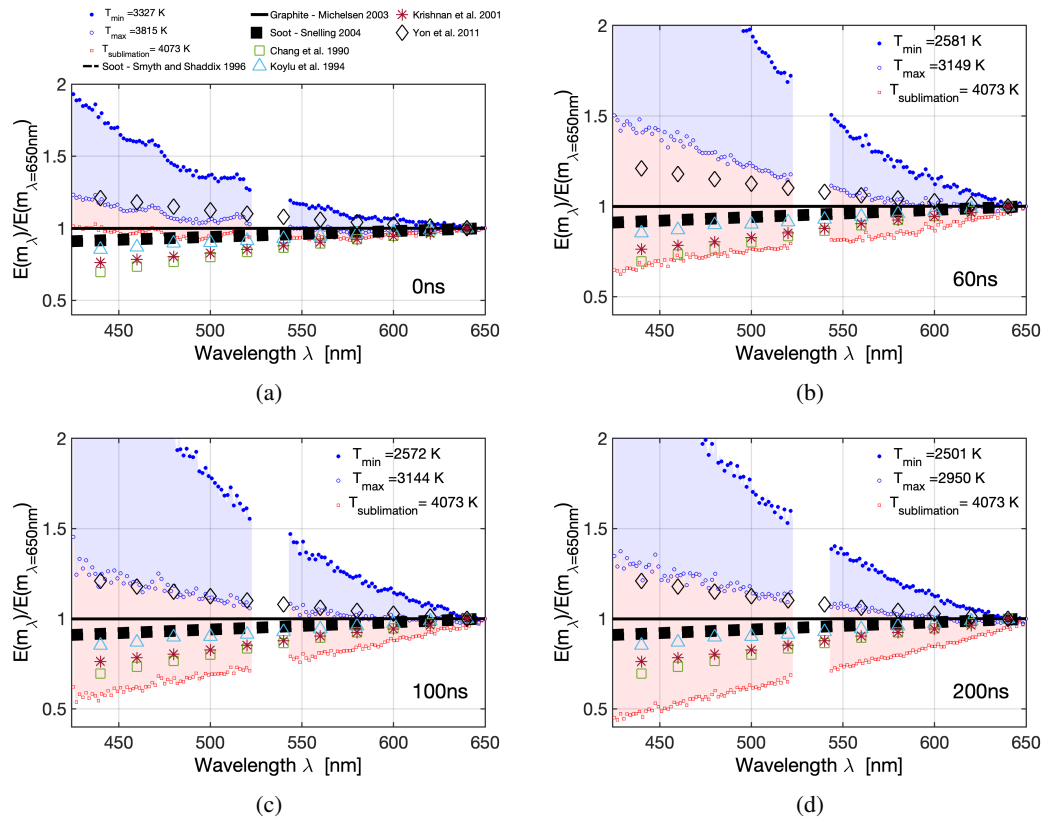 T_min =3327 K
T_max =3815 K
T_sublimation= 4073 K
Soot - Smyth and Shaddix 1996
Graphite - Michelsen 2003
Soot - Snelling 2004
Chang et al. 1990
Koylu et al. 1994
Krishnan et al. 2001
Yon et al. 2011
E(m_λ)/E(m_λ=650nm)
2
1.5
1
0.5
0ns
450 500 550 600 650
Wavelength λ [nm]
(a)
T_min =2581 K
T_max =3149 K
T_sublimation= 4073 K
E(m_λ)/E(m_λ=650nm)
2
1.5
1
0.5
60ns
450 500 550 600 650
Wavelength λ [nm]
(b)
T_min =2572 K
T_max =3144 K
T_sublimation= 4073 K
E(m_λ)/E(m_λ=650nm)
2
1.5
1
0.5
100ns
450 500 550 600 650
Wavelength λ [nm]
(c)
T_min =2501 K
T_max =2950 K
T_sublimation= 4073 K
E(m_λ)/E(m_λ=650nm)
2
1.5
1
0.5
200ns
450 500 550 600 650
Wavelength λ [nm]
(d)